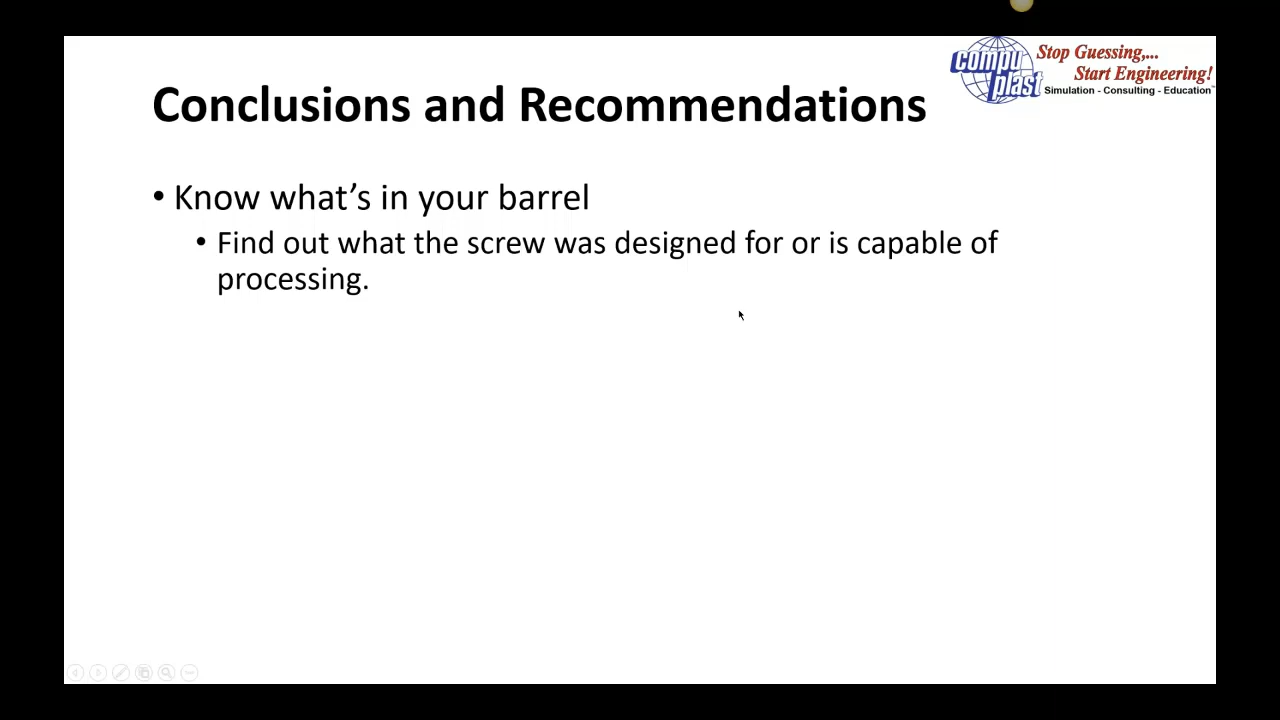 compu
plast
Stop Guessing,...
Start Engineering!
Simulation - Consulting - Education™
Conclusions and Recommendations
• Know what’s in your barrel
• Find out what the screw was designed for or is capable of
processing.